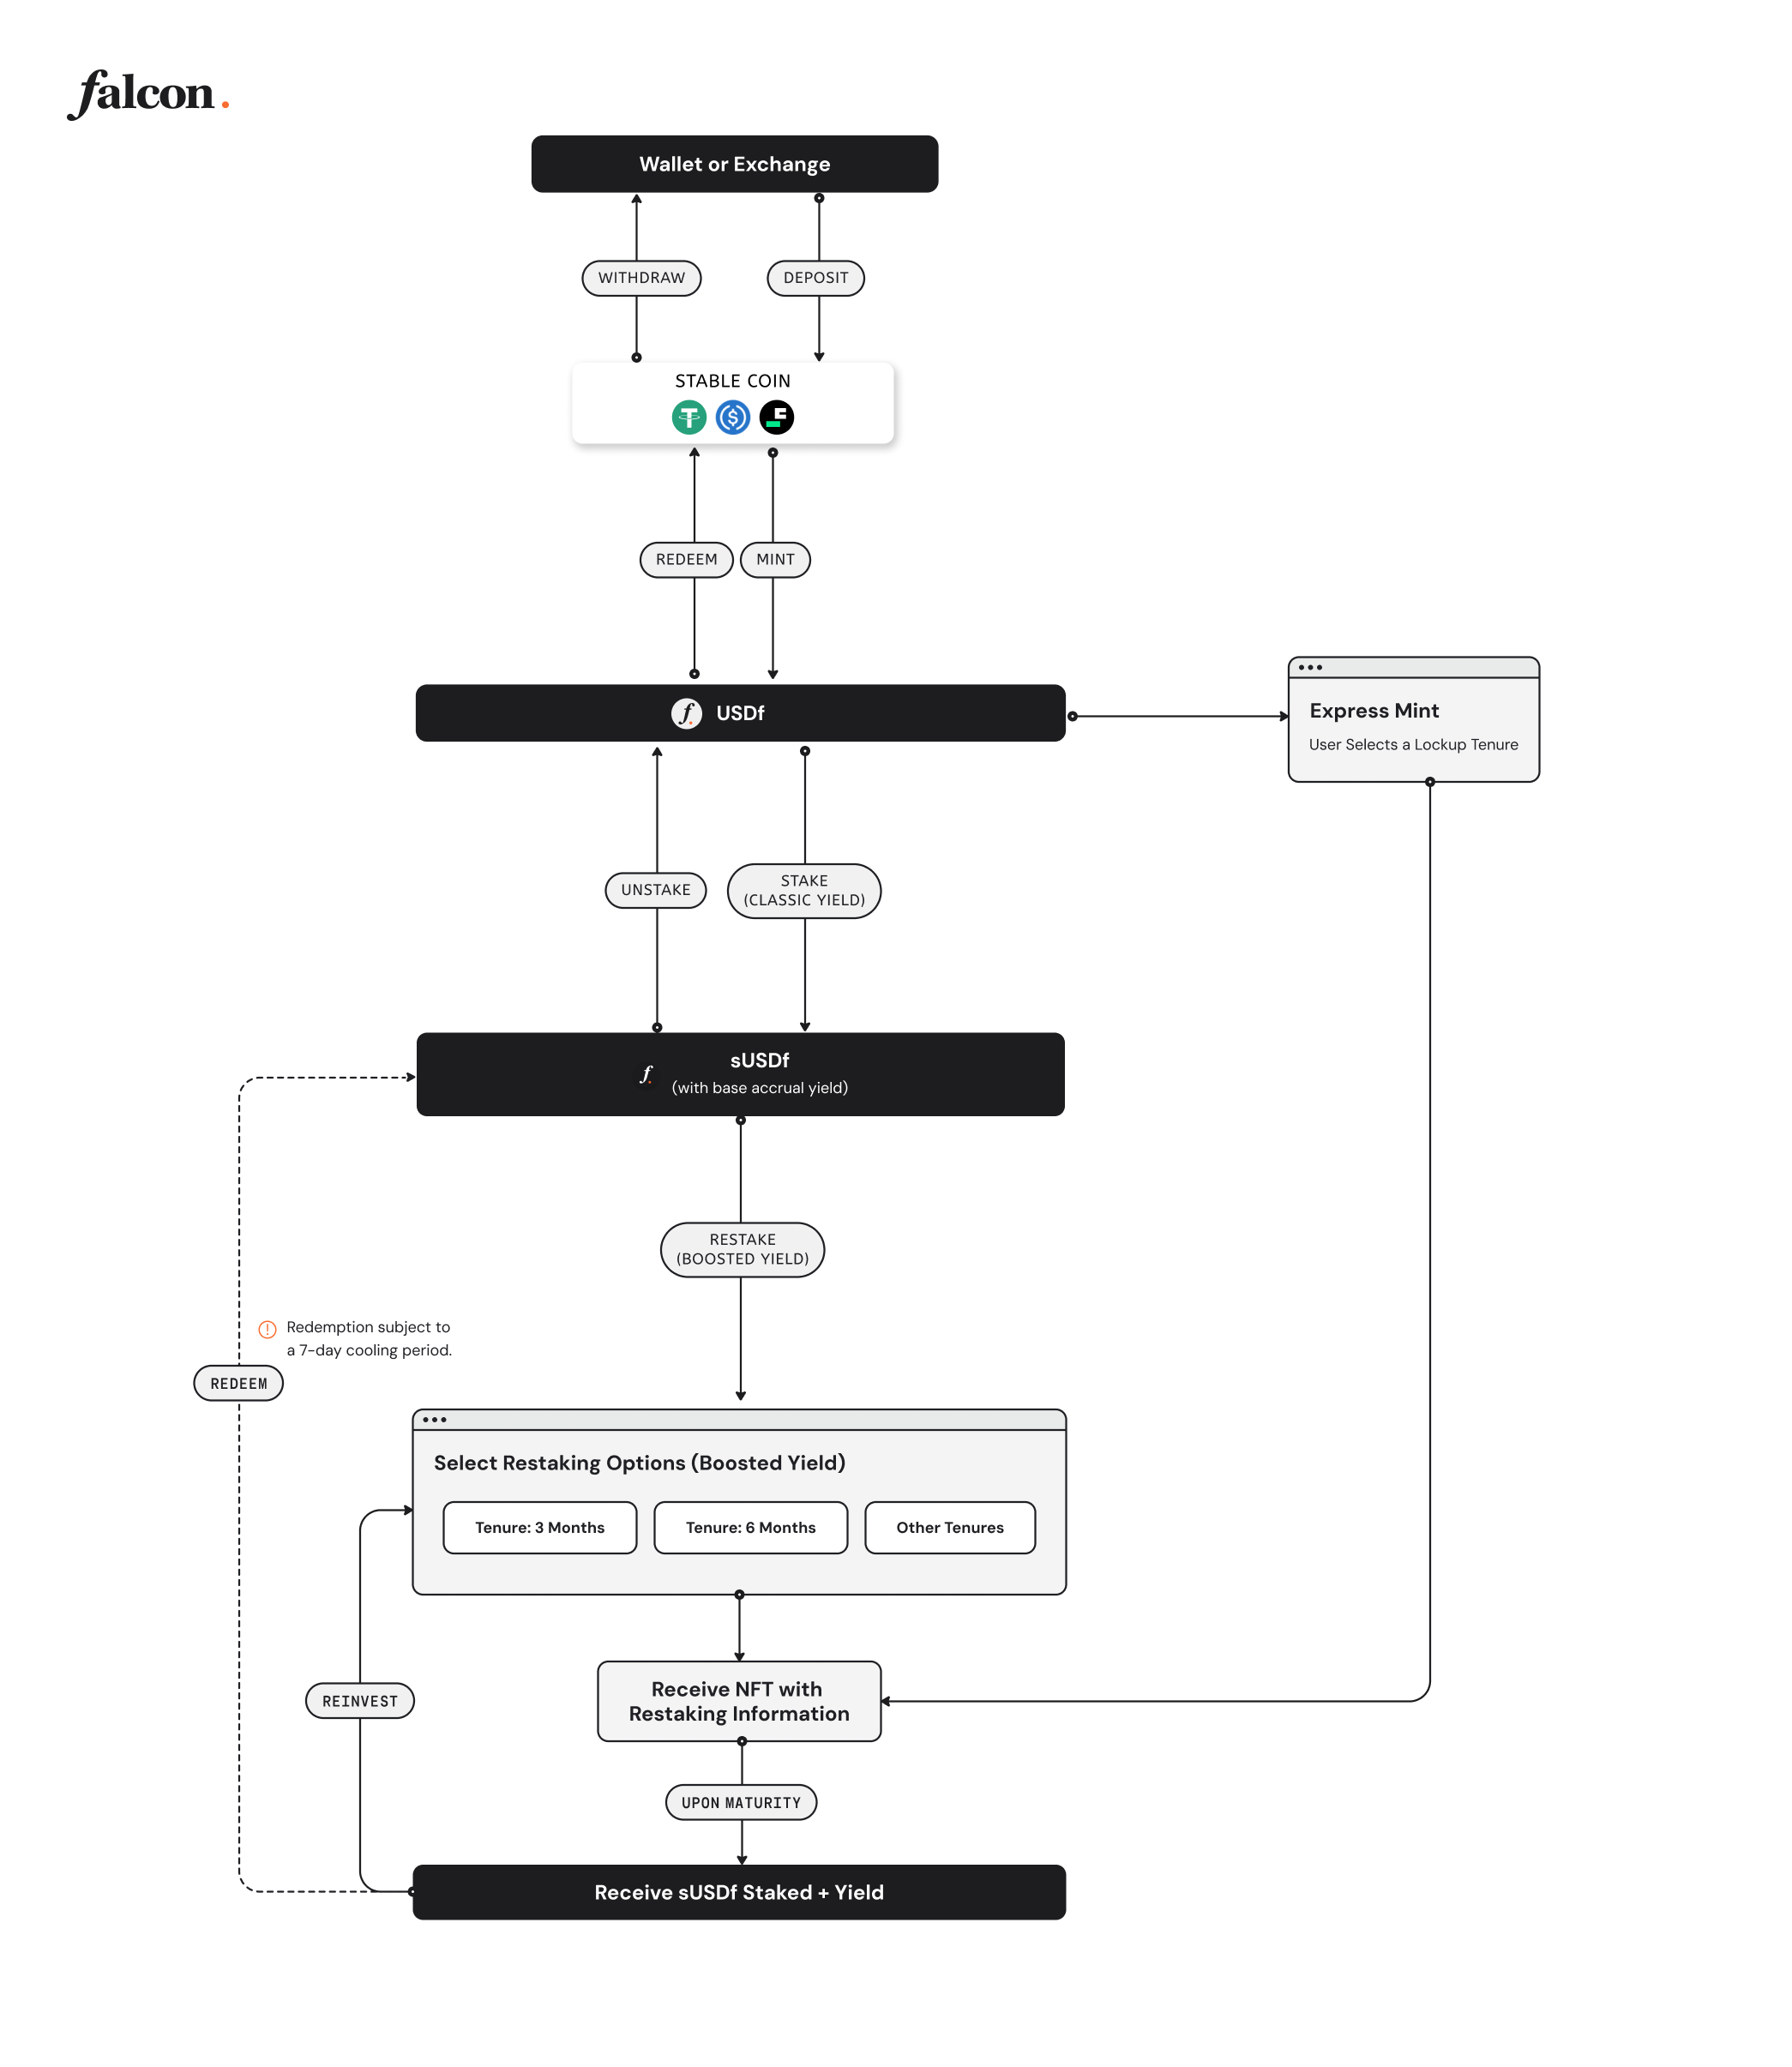 falcon.
Wallet or Exchange
WITHDRAW
DEPOSIT
STABLE COIN
REDEEM
MINT
USDf
Express Mint
User Selects a Lockup Tenure
UNSTAKE
STAKE
(CLASSIC YIELD)
sUSDf
(with base accrual yield)
RESTAKE
(BOOSTED YIELD)
Redemption subject to
a 7-day cooling period.
REDEEM
Select Restaking Options (Boosted Yield)
Tenure: 3 Months
Tenure: 6 Months
Other Tenures
Receive NFT with
Restaking Information
REINVEST
UPON MATURITY
Receive sUSDf Staked + Yield